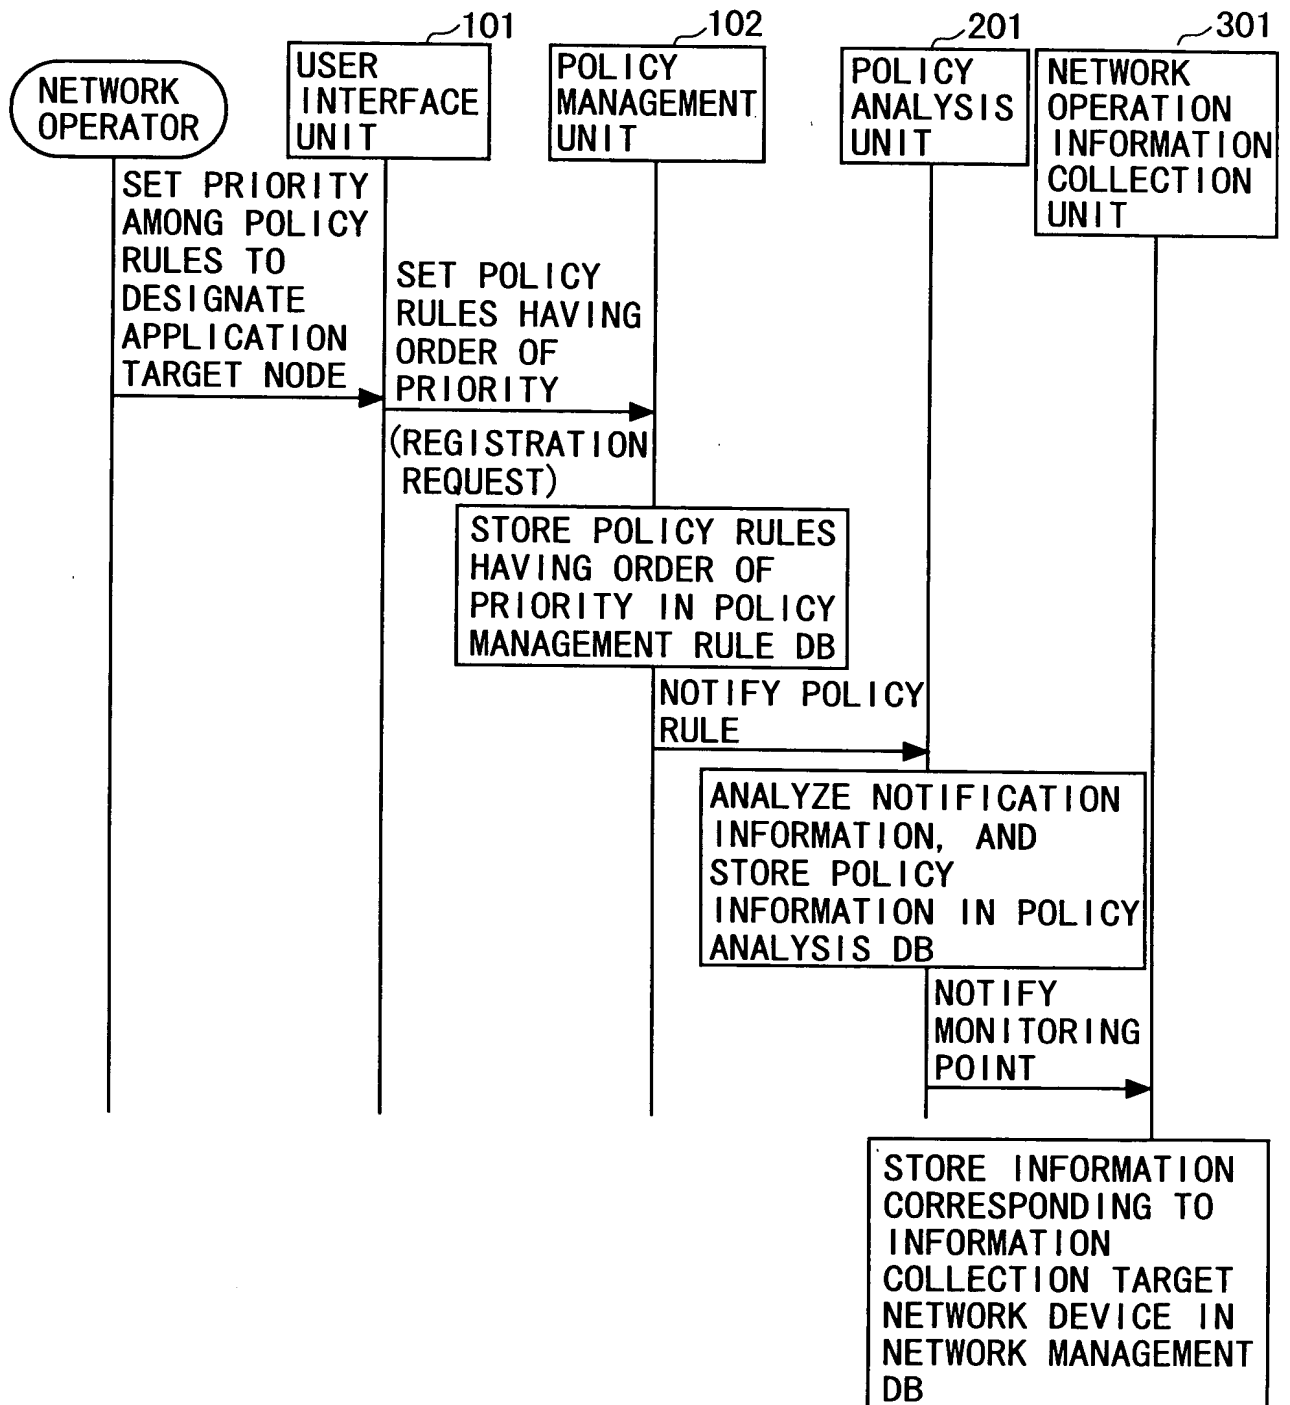 101
102
201
301
NETWORK
OPERATOR
USER
INTERFACE
UNIT
POLICY
MANAGEMENT
UNIT
POLICY
ANALYSIS
UNIT
NETWORK
OPERATION
INFORMATION
COLLECTION
UNIT
SET PRIORITY
AMONG POLICY
RULES TO
DESIGNATE
APPLICATION
TARGET NODE
SET POLICY
RULES HAVING
ORDER OF
PRIORITY
(REGISTRATION
REQUEST)
STORE POLICY RULES
HAVING ORDER OF
PRIORITY IN POLICY
MANAGEMENT RULE DB
NOTIFY POLICY
RULE
ANALYZE NOTIFICATION
INFORMATION, AND
STORE POLICY
INFORMATION IN POLICY
ANALYSIS DB
NOTIFY
MONITORING
POINT
STORE INFORMATION
CORRESPONDING TO
INFORMATION
COLLECTION TARGET
NETWORK DEVICE IN
NETWORK MANAGEMENT
DB